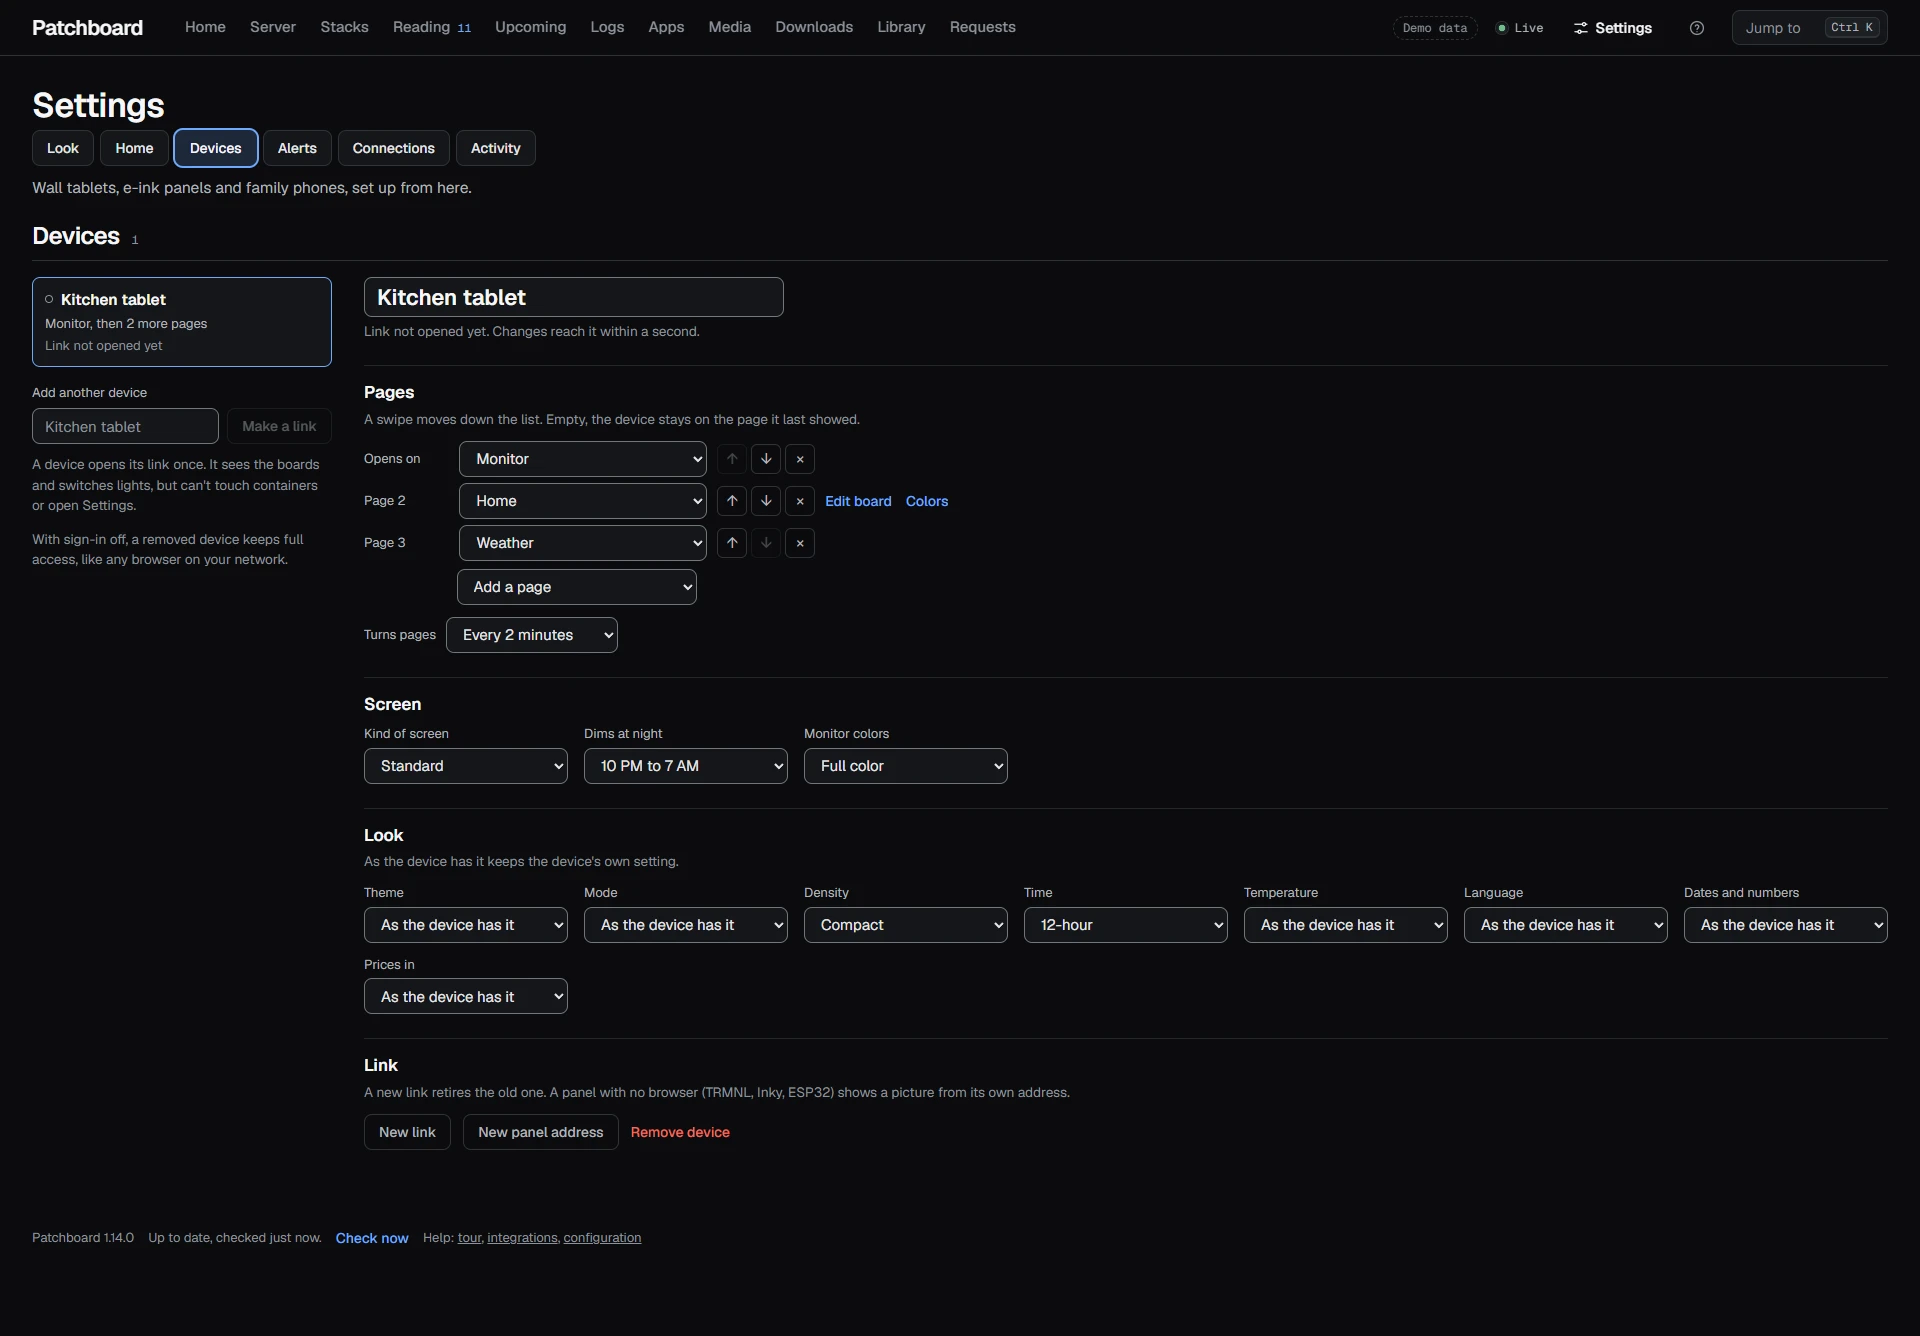 Patchboard Home Server Stacks Reading 11 Upcoming Logs Apps Media Downloads Library Requests Demo data Live Settings Jump to Ctrl K
Settings
Look Home Devices Alerts Connections Activity
Wall tablets, e-ink panels and family phones, set up from here.
Devices 1
Kitchen tablet
Monitor, then 2 more pages
Link not opened yet
Add another device
Kitchen tablet Make a link
A device opens its link once. It sees the boards
and switches lights, but can't touch containers
or open Settings.
With sign-in off, a removed device keeps full
access, like any browser on your network.
Kitchen tablet
Link not opened yet. Changes reach it within a second.
Pages
A swipe moves down the list. Empty, the device stays on the page it last showed.
Opens on Monitor ↑ ↓ ×
Page 2 Home ↑ ↓ × Edit board Colors
Page 3 Weather ↑ ↓ ×
Add a page
Turns pages Every 2 minutes
Screen
Kind of screen Dims at night Monitor colors
Standard 10 PM to 7 AM Full color
Look
As the device has it keeps the device's own setting.
Theme Mode Density Time Temperature Language Dates and numbers
As the device has it As the device has it Compact 12-hour As the device has it As the device has it As the device has it
Prices in
As the device has it
Link
A new link retires the old one. A panel with no browser (TRMNL, Inky, ESP32) shows a picture from its own address.
New link New panel address Remove device
Patchboard 1.14.0 Up to date, checked just now. Check now Help: tour, integrations, configuration